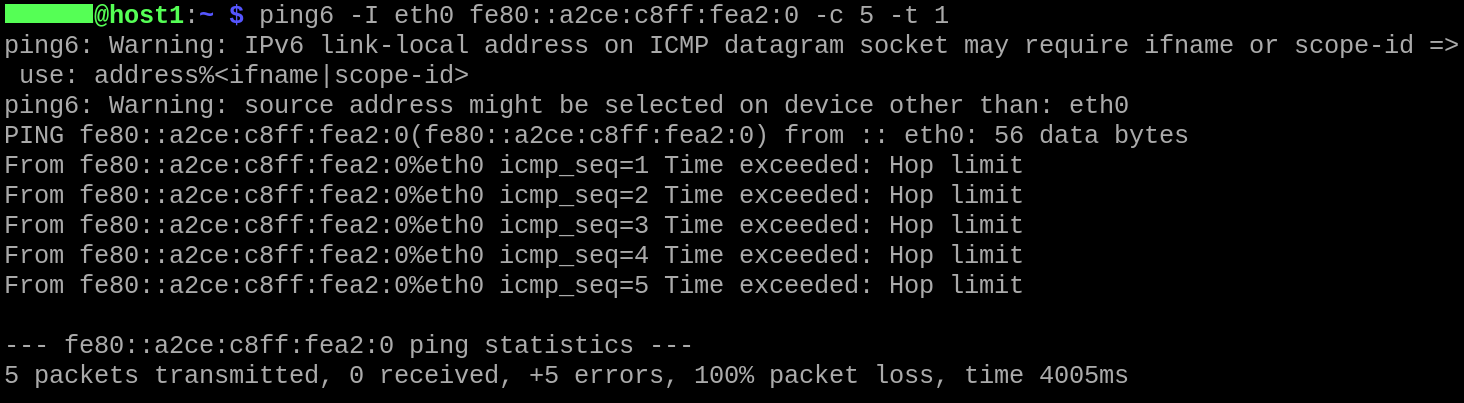 @host1:~ $ ping6 -I eth0 fe80::a2ce:c8ff:fea2:0 -c 5 -t 1
ping6: Warning: IPv6 link-local address on ICMP datagram socket may require ifname or scope-id =>
 use: address%<ifname|scope-id>
ping6: Warning: source address might be selected on device other than: eth0
PING fe80::a2ce:c8ff:fea2:0(fe80::a2ce:c8ff:fea2:0) from :: eth0: 56 data bytes
From fe80::a2ce:c8ff:fea2:0%eth0 icmp_seq=1 Time exceeded: Hop limit
From fe80::a2ce:c8ff:fea2:0%eth0 icmp_seq=2 Time exceeded: Hop limit
From fe80::a2ce:c8ff:fea2:0%eth0 icmp_seq=3 Time exceeded: Hop limit
From fe80::a2ce:c8ff:fea2:0%eth0 icmp_seq=4 Time exceeded: Hop limit
From fe80::a2ce:c8ff:fea2:0%eth0 icmp_seq=5 Time exceeded: Hop limit

--- fe80::a2ce:c8ff:fea2:0 ping statistics ---
5 packets transmitted, 0 received, +5 errors, 100% packet loss, time 4005ms